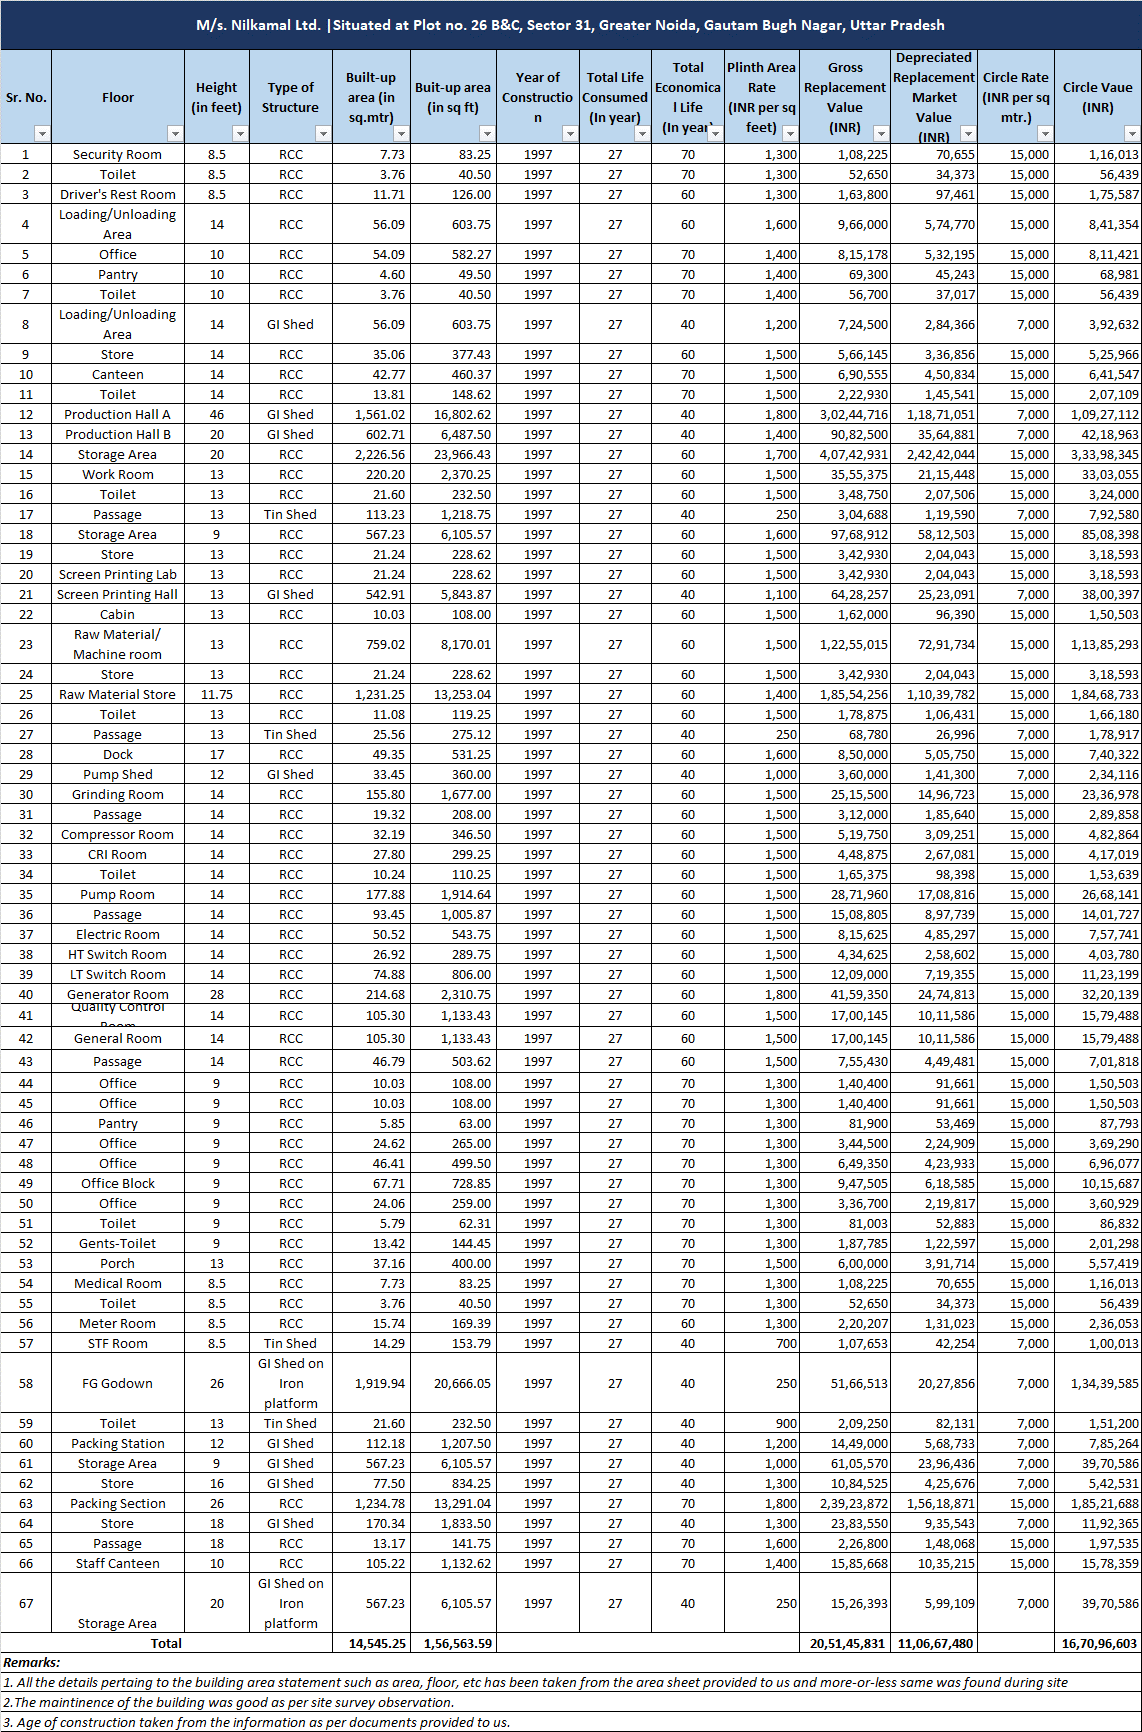 M/s. Nilkamal Ltd. |Situated at Plot no. 26 B&C, Sector 31, Greater Noida, Gautam Bugh Nagar, Uttar Pradesh
Sr. No. Floor Height (in feet) Type of Structure Built-up area (in sq.mtr) Buit-up area (in sq ft) Year of Constructio n Total Life Consumed (In year) Total Economica l Life (In year) Plinth Area Rate (INR per sq feet) Gross Replacement Value (INR) Depreciated Replacement Market Value (INR) Circle Rate (INR per sq mtr.) Circle Vaue (INR)
1 Security Room 8.5 RCC 7.73 83.25 1997 27 70 1,300 1,08,225 70,655 15,000 1,16,013
2 Toilet 8.5 RCC 3.76 40.50 1997 27 70 1,300 52,650 34,373 15,000 56,439
3 Driver's Rest Room 8.5 RCC 11.71 126.00 1997 27 60 1,300 1,63,800 97,461 15,000 1,75,587
4 Loading/Unloading Area 14 RCC 56.09 603.75 1997 27 60 1,600 9,66,000 5,74,770 15,000 8,41,354
5 Office 10 RCC 54.09 582.27 1997 27 70 1,400 8,15,178 5,32,195 15,000 8,11,421
6 Pantry 10 RCC 4.60 49.50 1997 27 70 1,400 69,300 45,243 15,000 68,981
7 Toilet 10 RCC 3.76 40.50 1997 27 70 1,400 56,700 37,017 15,000 56,439
8 Loading/Unloading Area 14 GI Shed 56.09 603.75 1997 27 40 1,200 7,24,500 2,84,366 7,000 3,92,632
9 Store 14 RCC 35.06 377.43 1997 27 60 1,500 5,66,145 3,36,856 15,000 5,25,966
10 Canteen 14 RCC 42.77 460.37 1997 27 60 1,500 6,90,555 4,50,834 15,000 6,41,547
11 Toilet 14 RCC 13.81 148.62 1997 27 60 1,500 2,22,930 1,45,541 15,000 2,07,109
12 Production Hall A 46 GI Shed 1,561.02 16,802.62 1997 27 40 1,800 3,02,44,716 1,18,71,051 7,000 1,09,27,112
13 Production Hall B 20 GI Shed 602.71 6,487.50 1997 27 40 1,400 90,82,500 35,64,881 7,000 42,18,963
14 Storage Area 20 RCC 2,226.56 23,966.43 1997 27 60 1,700 4,07,42,931 2,42,42,044 15,000 3,33,98,345
15 Work Room 13 RCC 220.20 2,370.25 1997 27 60 1,500 35,55,375 21,15,448 15,000 33,03,055
16 Toilet 13 RCC 21.60 232.50 1997 27 60 1,500 3,48,750 2,07,506 15,000 3,24,000
17 Passage 13 Tin Shed 113.23 1,218.75 1997 27 40 250 3,04,688 1,19,590 7,000 7,92,580
18 Storage Area 9 RCC 567.23 6,105.57 1997 27 60 1,600 97,68,912 58,12,503 15,000 85,08,398
19 Store 13 RCC 21.24 228.62 1997 27 60 1,500 3,42,930 2,04,043 15,000 3,18,593
20 Screen Printing Lab 13 RCC 21.24 228.62 1997 27 60 1,500 3,42,930 2,04,043 15,000 3,18,593
21 Screen Printing Hall 13 GI Shed 542.91 5,843.87 1997 27 40 1,100 64,28,257 25,23,091 7,000 38,00,397
22 Cabin 13 RCC 10.03 108.00 1997 27 60 1,500 1,62,000 96,390 15,000 1,50,503
23 Raw Material/ Machine room 13 RCC 759.02 8,170.01 1997 27 60 1,500 1,22,55,015 72,91,734 15,000 1,13,85,293
24 Store 13 RCC 21.24 228.62 1997 27 60 1,500 3,42,930 2,04,043 15,000 3,18,593
25 Raw Material Store 11.75 RCC 1,231.25 13,253.04 1997 27 60 1,400 1,85,54,256 1,10,39,782 15,000 1,84,68,733
26 Toilet 13 RCC 11.08 119.25 1997 27 60 1,500 1,78,875 1,06,431 15,000 1,66,180
27 Passage 13 Tin Shed 25.56 275.12 1997 27 40 250 68,780 26,996 7,000 1,78,917
28 Dock 17 RCC 49.35 531.25 1997 27 60 1,600 8,50,000 5,05,750 15,000 7,40,322
29 Pump Shed 12 GI Shed 33.45 360.00 1997 27 40 1,000 3,60,000 1,41,300 7,000 2,34,116
30 Grinding Room 14 RCC 155.80 1,677.00 1997 27 60 1,500 25,15,500 14,96,723 15,000 23,36,978
31 Passage 14 RCC 19.32 208.00 1997 27 60 1,500 3,12,000 1,85,640 15,000 2,89,858
32 Compressor Room 14 RCC 32.19 346.50 1997 27 60 1,500 5,19,750 3,09,251 15,000 4,82,864
33 CRI Room 14 RCC 27.80 299.25 1997 27 60 1,500 4,48,875 2,67,081 15,000 4,17,019
34 Toilet 14 RCC 10.24 110.25 1997 27 60 1,500 1,65,375 98,398 15,000 1,53,639
35 Pump Room 14 RCC 177.88 1,914.64 1997 27 60 1,500 28,71,960 17,08,816 15,000 26,68,141
36 Passage 14 RCC 93.45 1,005.87 1997 27 60 1,500 15,08,805 8,97,739 15,000 14,01,727
37 Electric Room 14 RCC 50.52 543.75 1997 27 60 1,500 8,15,625 4,85,297 15,000 7,57,741
38 HT Switch Room 14 RCC 26.92 289.75 1997 27 60 1,500 4,34,625 2,58,602 15,000 4,03,780
39 LT Switch Room 14 RCC 74.88 806.00 1997 27 60 1,500 12,09,000 7,19,355 15,000 11,23,199
40 Generator Room 28 RCC 214.68 2,310.75 1997 27 60 1,800 41,59,350 24,74,813 15,000 32,20,139
41 Quality Control Room 14 RCC 105.30 1,133.43 1997 27 60 1,500 17,00,145 10,11,586 15,000 15,79,488
42 General Room 14 RCC 105.30 1,133.43 1997 27 60 1,500 17,00,145 10,11,586 15,000 15,79,488
43 Passage 14 RCC 46.79 503.62 1997 27 60 1,500 7,55,430 4,49,481 15,000 7,01,818
44 Office 9 RCC 10.03 108.00 1997 27 70 1,300 1,40,400 91,661 15,000 1,50,503
45 Office 9 RCC 10.03 108.00 1997 27 70 1,300 1,40,400 91,661 15,000 1,50,503
46 Pantry 9 RCC 5.85 63.00 1997 27 70 1,300 81,900 53,469 15,000 87,793
47 Office 9 RCC 24.62 265.00 1997 27 70 1,300 3,44,500 2,24,909 15,000 3,69,290
48 Office 9 RCC 46.41 499.50 1997 27 70 1,300 6,49,350 4,23,933 15,000 6,96,077
49 Office Block 9 RCC 67.71 728.85 1997 27 70 1,300 9,47,505 6,18,585 15,000 10,15,687
50 Office 9 RCC 24.06 259.00 1997 27 70 1,300 3,36,700 2,19,817 15,000 3,60,929
51 Toilet 9 RCC 5.79 62.31 1997 27 70 1,300 81,003 52,883 15,000 86,832
52 Gents-Toilet 9 RCC 13.42 144.45 1997 27 70 1,300 1,87,785 1,22,597 15,000 2,01,298
53 Porch 13 RCC 37.16 400.00 1997 27 70 1,500 6,00,000 3,91,714 15,000 5,57,419
54 Medical Room 8.5 RCC 7.73 83.25 1997 27 70 1,300 1,08,225 70,655 15,000 1,16,013
55 Toilet 8.5 RCC 3.76 40.50 1997 27 70 1,300 52,650 34,373 15,000 56,439
56 Meter Room 8.5 RCC 15.74 169.39 1997 27 60 1,300 2,20,207 1,31,023 15,000 2,36,053
57 STF Room 8.5 Tin Shed 14.29 153.79 1997 27 40 700 1,07,653 42,254 7,000 1,00,013
58 FG Godown 26 GI Shed on Iron platform 1,919.94 20,666.05 1997 27 40 250 51,66,513 20,27,856 7,000 1,34,39,585
59 Toilet 13 Tin Shed 21.60 232.50 1997 27 40 900 2,09,250 82,131 7,000 1,51,200
60 Packing Station 12 GI Shed 112.18 1,207.50 1997 27 40 1,200 14,49,000 5,68,733 7,000 7,85,264
61 Storage Area 9 GI Shed 567.23 6,105.57 1997 27 40 1,000 61,05,570 23,96,436 7,000 39,70,586
62 Store 16 GI Shed 77.50 834.25 1997 27 40 1,300 10,84,525 4,25,676 7,000 5,42,531
63 Packing Section 26 RCC 1,234.78 13,291.04 1997 27 70 1,800 2,39,23,872 1,56,18,871 15,000 1,85,21,688
64 Store 18 GI Shed 170.34 1,833.50 1997 27 40 1,300 23,83,550 9,35,543 7,000 11,92,365
65 Passage 18 RCC 13.17 141.75 1997 27 70 1,600 2,26,800 1,48,068 15,000 1,97,535
66 Staff Canteen 10 RCC 105.22 1,132.62 1997 27 70 1,400 15,85,668 10,35,215 15,000 15,78,359
67 Storage Area 20 GI Shed on Iron platform 567.23 6,105.57 1997 27 40 250 15,26,393 5,99,109 7,000 39,70,586
Total 14,545.25 1,56,563.59 20,51,45,831 11,06,67,480 16,70,96,603
Remarks:
1. All the details pertaing to the building area statement such as area, floor, etc has been taken from the area sheet provided to us and more-or-less same was found during site
2.The maintinence of the building was good as per site survey observation.
3. Age of construction taken from the information as per documents provided to us.